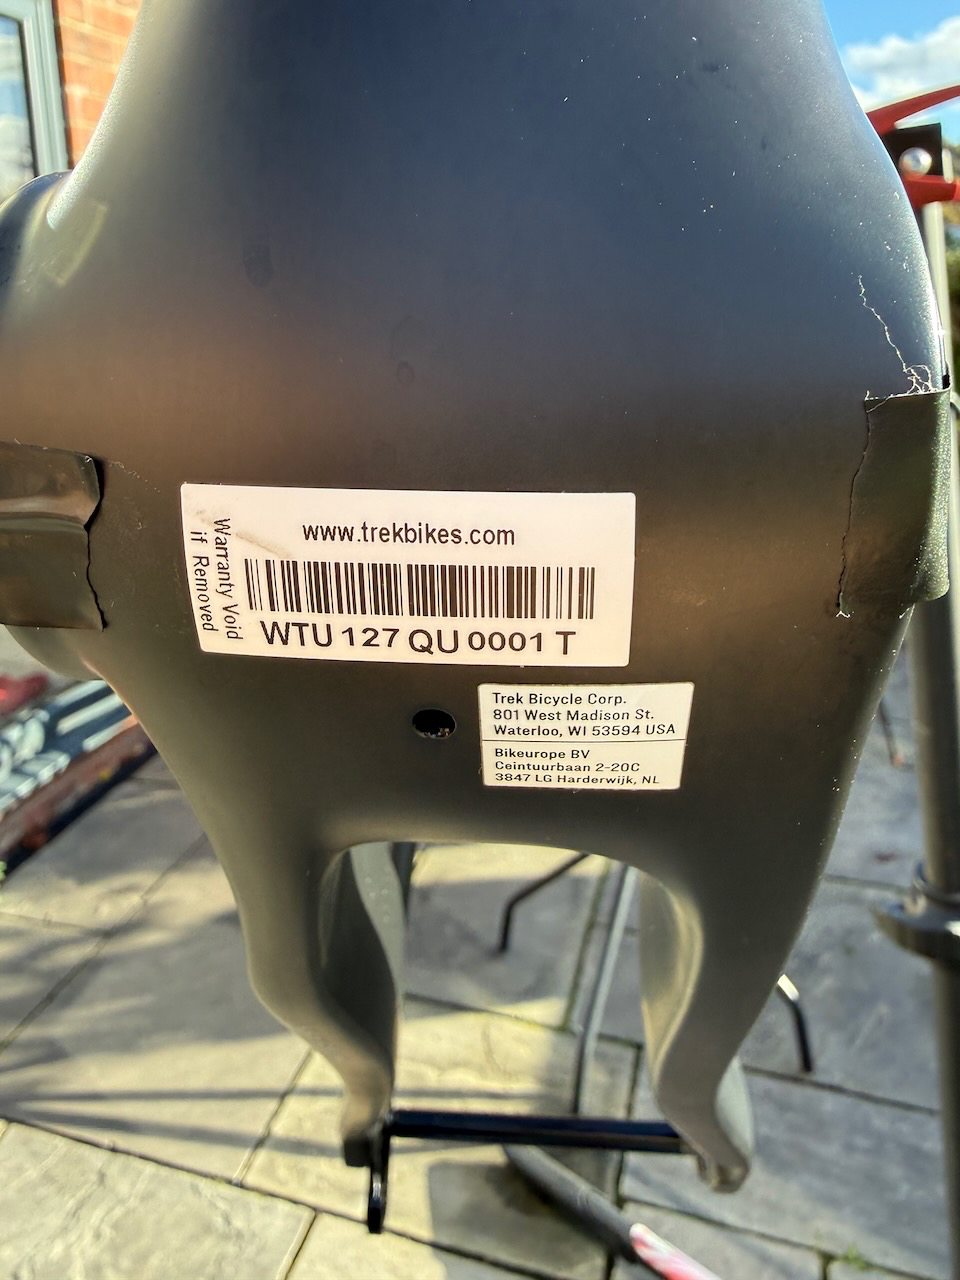 www.trekbikes.com
Warranty Void
if Removed
WTU 127 QU 0001 T
Trek Bicycle Corp.
801 West Madison St.
Waterloo, WI 53594 USA
Bikeurope BV
Ceintuurbaan 2-20C
3847 LG Harderwijk, NL